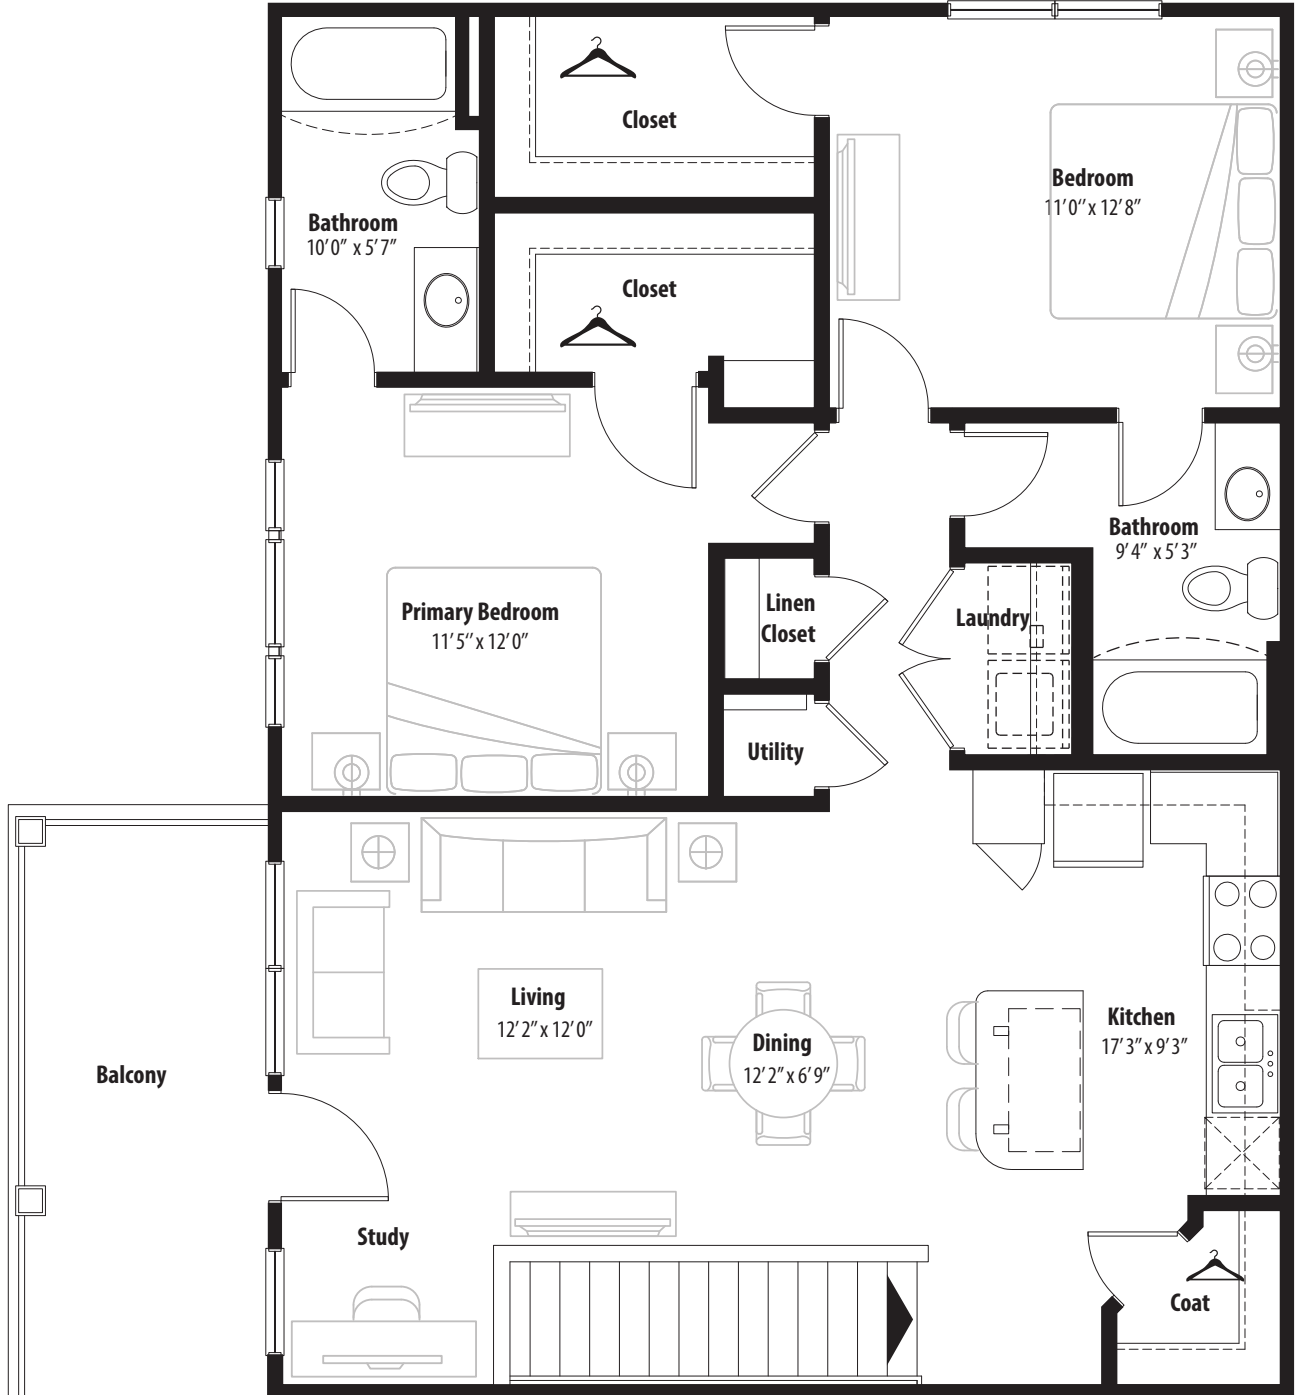 Closet
Bedroom
11'0" x 12'8"
Bathroom
10'0" x 5'7"
Closet
Bathroom
9'4" x 5'3"
Primary Bedroom
11'5" x 12'0"
Linen
Closet
Laundry
Utility
Living
12'2" x 12'0"
Kitchen
17'3" x 9'3"
Dining
12'2" x 6'9"
Balcony
Study
Coat